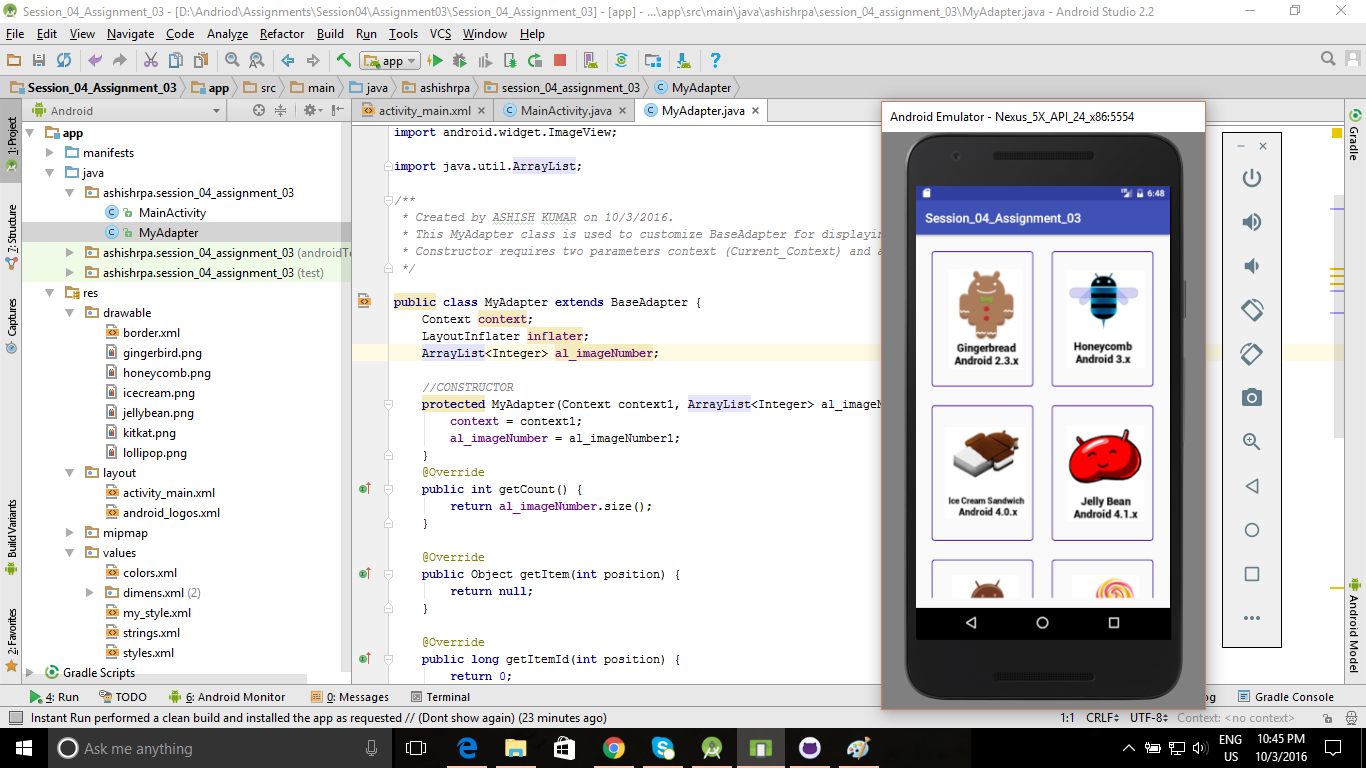 Session_04_Assignment_03 - [D:\Andriod\Assignments\Session04\Assignment03\Session_04_Assignment_03] - [app] - ...\app\src\main\java\ashishrpa\session_04_assignment_03\MyAdapter.java - Android Studio 2.2
File Edit View Navigate Code Analyze Refactor Build Run Tools VCS Window Help
app
Session_04_Assignment_03 app src main java ashishrpa session_04_assignment_03 MyAdapter
Android
activity_main.xml MainActivity.java MyAdapter.java
1: Project
7: Structure
Captures
Build Variants
2: Favorites
app
manifests
java
ashishrpa.session_04_assignment_03
MainActivity
MyAdapter
ashishrpa.session_04_assignment_03 (androidTe
ashishrpa.session_04_assignment_03 (test)
res
drawable
border.xml
gingerbird.png
honeycomb.png
icecream.png
jellybean.png
kitkat.png
lollipop.png
layout
activity_main.xml
android_logos.xml
mipmap
values
colors.xml
dimens.xml (2)
my_style.xml
strings.xml
styles.xml
Gradle Scripts
import android.widget.ImageView;
import java.util.ArrayList;
/**
* Created by ASHISH KUMAR on 10/3/2016.
* This MyAdapter class is used to customize BaseAdapter for displayin
* Constructor requires two parameters context (Current_Context) and a
*/
public class MyAdapter extends BaseAdapter {
Context context;
LayoutInflater inflater;
ArrayList<Integer> al_imageNumber;
//CONSTRUCTOR
protected MyAdapter(Context context1, ArrayList<Integer> al_imageN
context = context1;
al_imageNumber = al_imageNumber1;
}
@Override
public int getCount() {
return al_imageNumber.size();
}
@Override
public Object getItem(int position) {
return null;
}
@Override
public long getItemId(int position) {
return 0;
Android Emulator - Nexus_5X_API_24_x86:5554
6:48
Session_04_Assignment_03
Gingerbread
Android 2.3.x
Honeycomb
Android 3.x
Ice Cream Sandwich
Android 4.0.x
Jelly Bean
Android 4.1.x
Gradle
Android Model
4: Run TODO 6: Android Monitor 0: Messages Terminal og Gradle Console
Instant Run performed a clean build and installed the app as requested // (Don't show again) (23 minutes ago) 1:1 CRLF UTF-8 Context: <no context>
Ask me anything
ENG
US
10:45 PM
10/3/2016